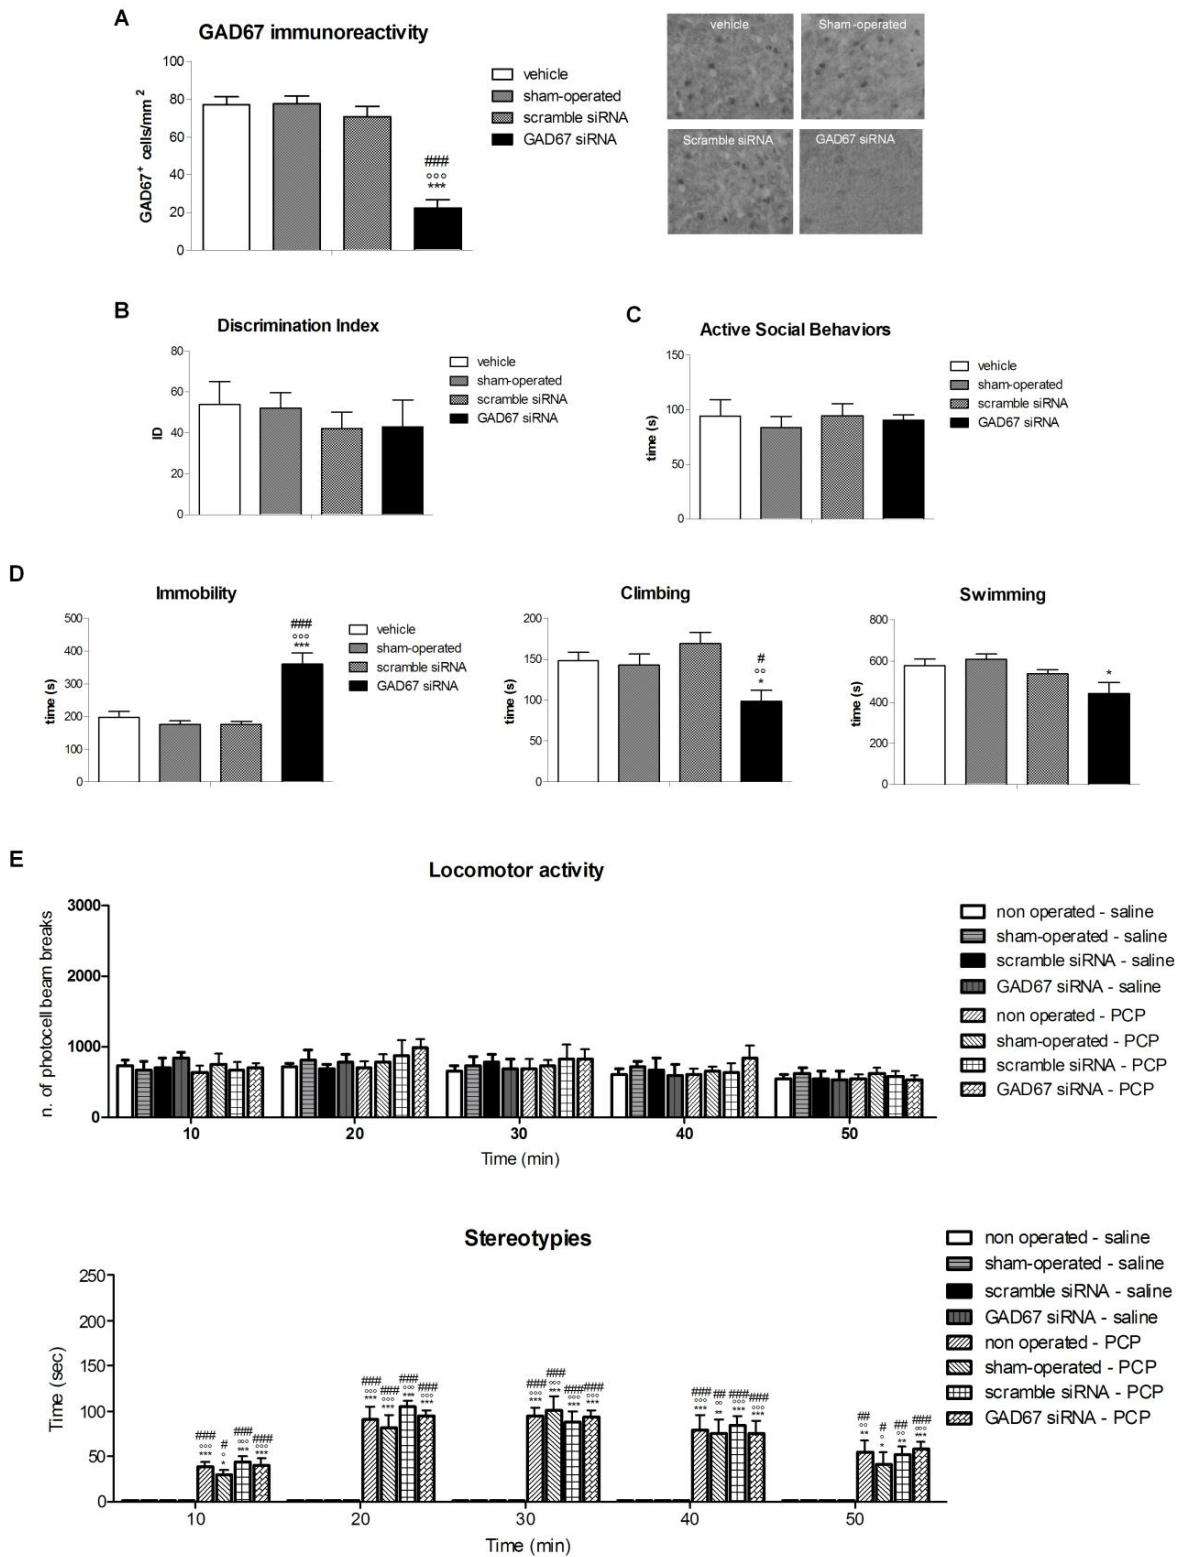 A
GAD67 immunoreactivity
GAD67+ cells/mm2
100
80
60
40
20
0
###
°°°
***
vehicle
sham-operated
scramble siRNA
GAD67 siRNA
vehicle
Sham-operated
Scramble siRNA
GAD67 siRNA
B
Discrimination Index
ID
80
60
40
20
0
vehicle
sham-operated
scramble siRNA
GAD67 siRNA
C
Active Social Behaviors
time (s)
150
100
50
0
vehicle
sham-operated
scramble siRNA
GAD67 siRNA
D
Immobility
time (s)
500
400
300
200
100
0
###
°°°
***
vehicle
sham-operated
scramble siRNA
GAD67 siRNA
Climbing
time (s)
200
150
100
50
0
#
°°
*
Swimming
time (s)
800
600
400
200
0
*
E
Locomotor activity
n. of photocell beam breaks
3000
2000
1000
0
10 20 30 40 50
Time (min)
non operated - saline
sham-operated - saline
scramble siRNA - saline
GAD67 siRNA - saline
non operated - PCP
sham-operated - PCP
scramble siRNA - PCP
GAD67 siRNA - PCP
Stereotypies
Time (sec)
250
200
150
100
50
0
### # ### ###
°°° ° °°° °°°
*** * *** ***
### ### ### ###
°°° °°° °°° °°°
*** *** *** ***
### ### ### ###
°°° °°° °°° °°°
*** *** *** ***
### ## ### ###
°°° °° °°° °°°
*** ** *** ***
## # ## ###
°° ° °° °°°
** * ** ***
10 20 30 40 50
Time (min)
non operated - saline
sham-operated - saline
scramble siRNA - saline
GAD67 siRNA - saline
non operated - PCP
sham-operated - PCP
scramble siRNA - PCP
GAD67 siRNA - PCP